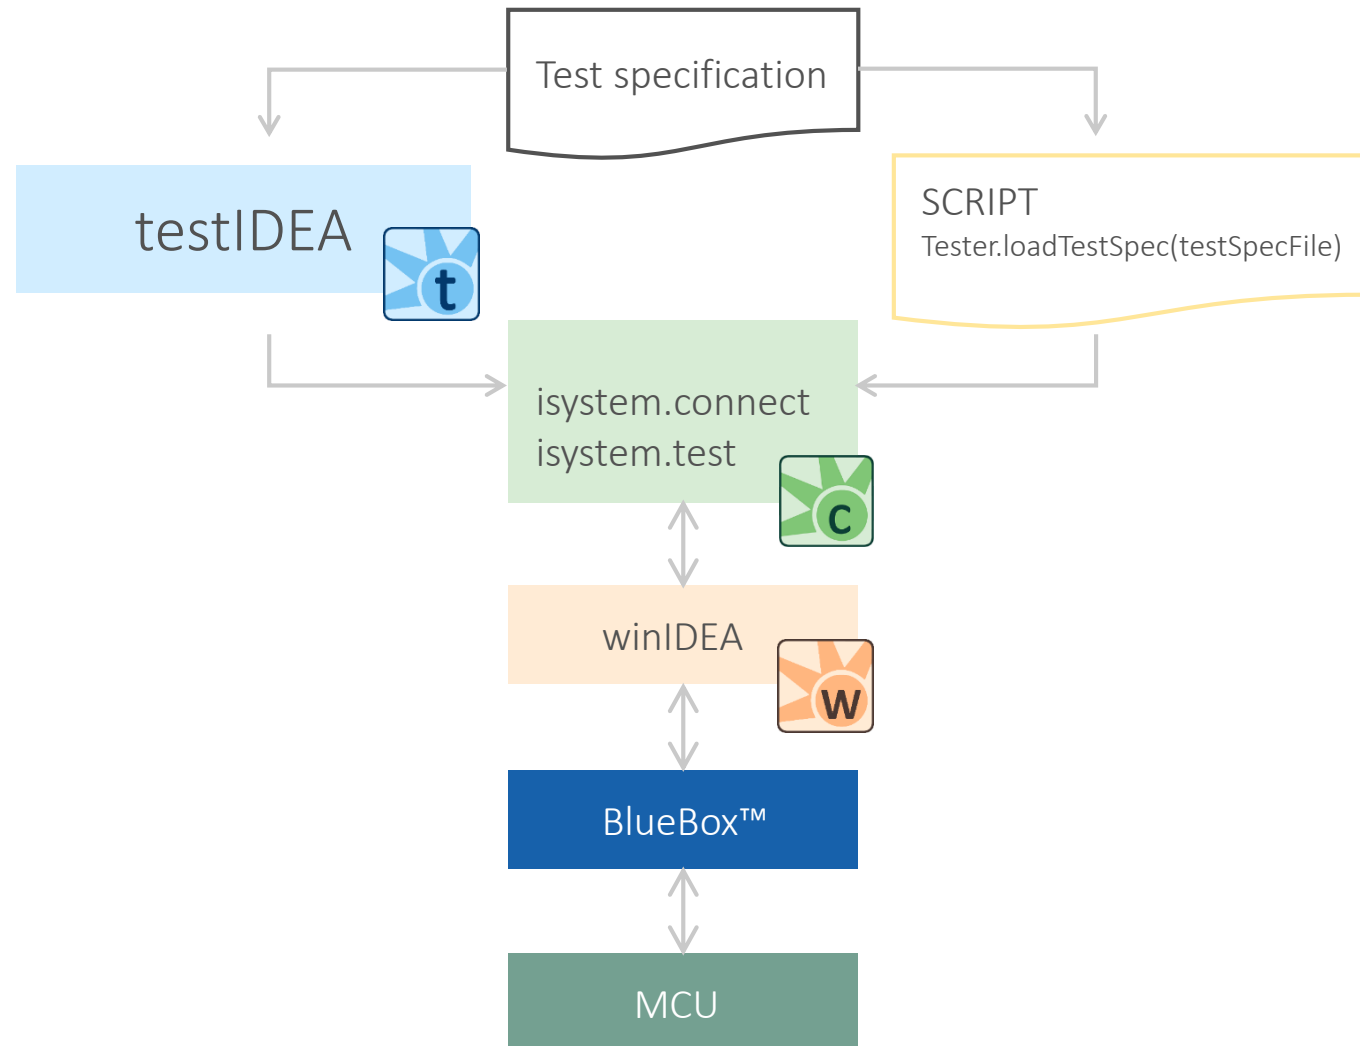 Test specification
testIDEA
t
SCRIPT
Tester.loadTestSpec(testSpecFile)
isystem.connect
isystem.test
C
winIDEA
W
BlueBox™
MCU